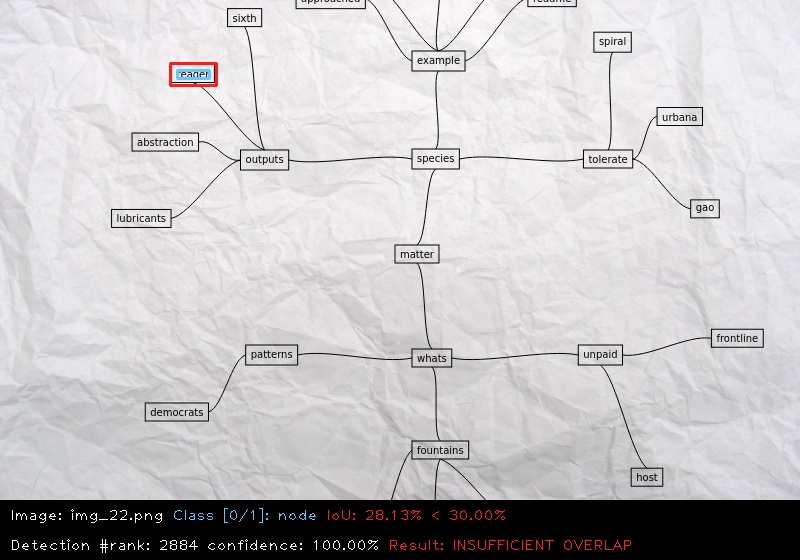 approached
resume
sixth
example
spiral
eager
urbana
abstraction
outputs
species
tolerate
gao
lubricants
matter
frontline
patterns
whats
unpaid
democrats
fountains
host
Image: img_22.png Class [0/1]: node IoU: 28.13% < 30.00%
Detection #rank: 2884 confidence: 100.00% Result: INSUFFICIENT OVERLAP